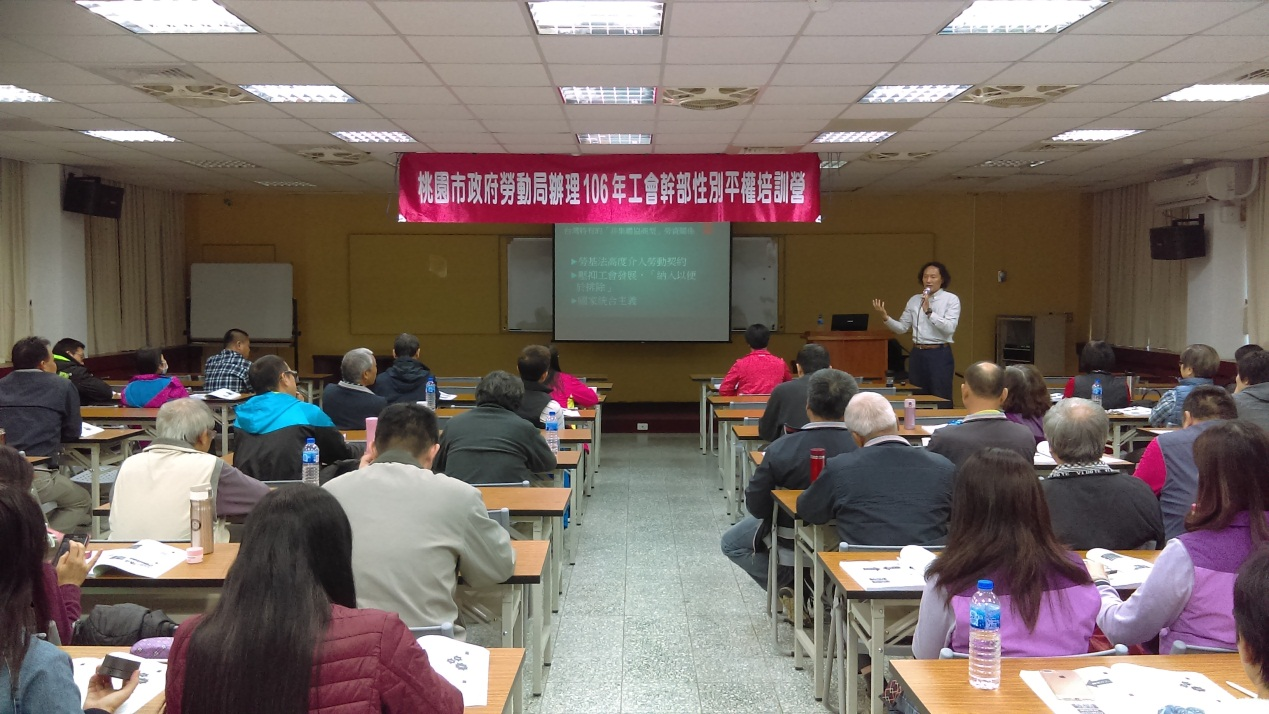 桃園市政府勞動局辦理106年工會幹部性別平權培訓營
▶勞基法高度介入勞動契約
▶壓抑工會發展，「納入以便
於排除」
▶國家統合主義